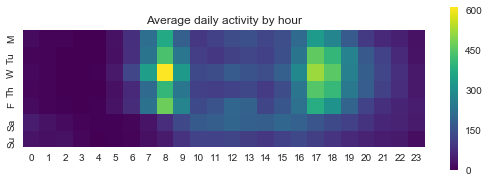 Average daily activity by hour
M
Tu
W
Th
F
Sa
Su
0 1 2 3 4 5 6 7 8 9 10 11 12 13 14 15 16 17 18 19 20 21 22 23
600
450
300
150
0